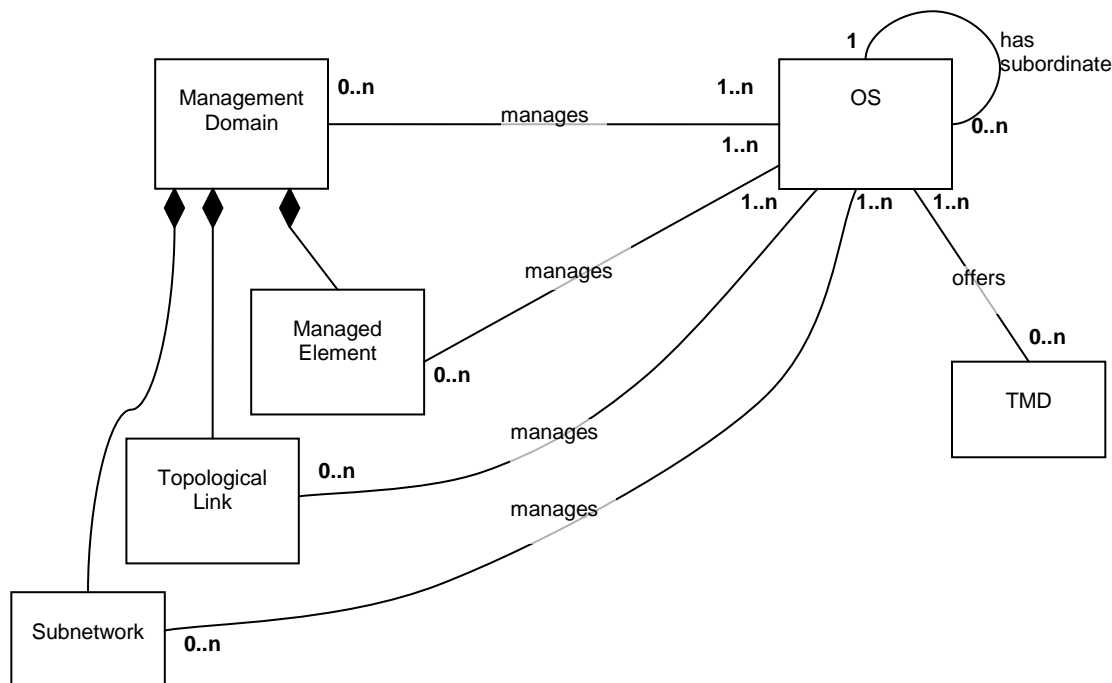 1
has
subordinate
Management
Domain
0..n
1..n
OS
manages
0..n
1..n
1..n
1..n
1..n
manages
offers
Managed
Element
0..n
0..n
TMD
manages
Topological
Link
0..n
manages
Subnetwork
0..n